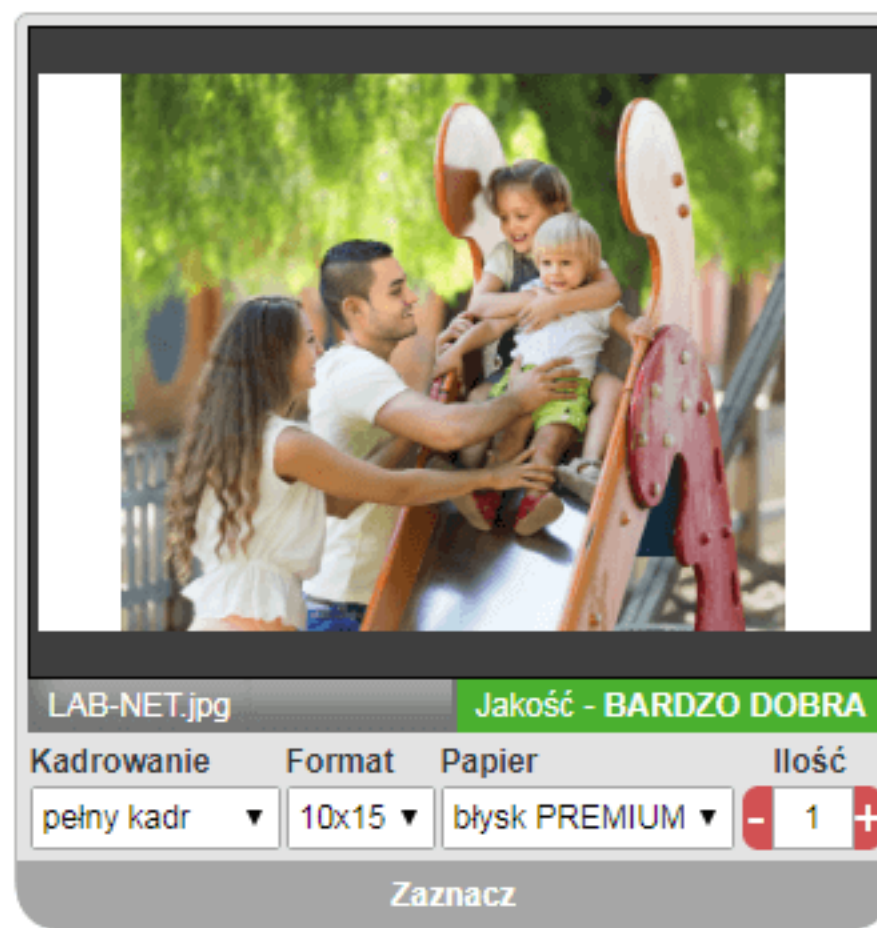 LAB-NET.jpg Jakość - BARDZO DOBRA
Kadrowanie Format Papier Ilość
pełny kadr ▼ 10x15 ▼ błysk PREMIUM ▼ - 1 +
Zaznacz